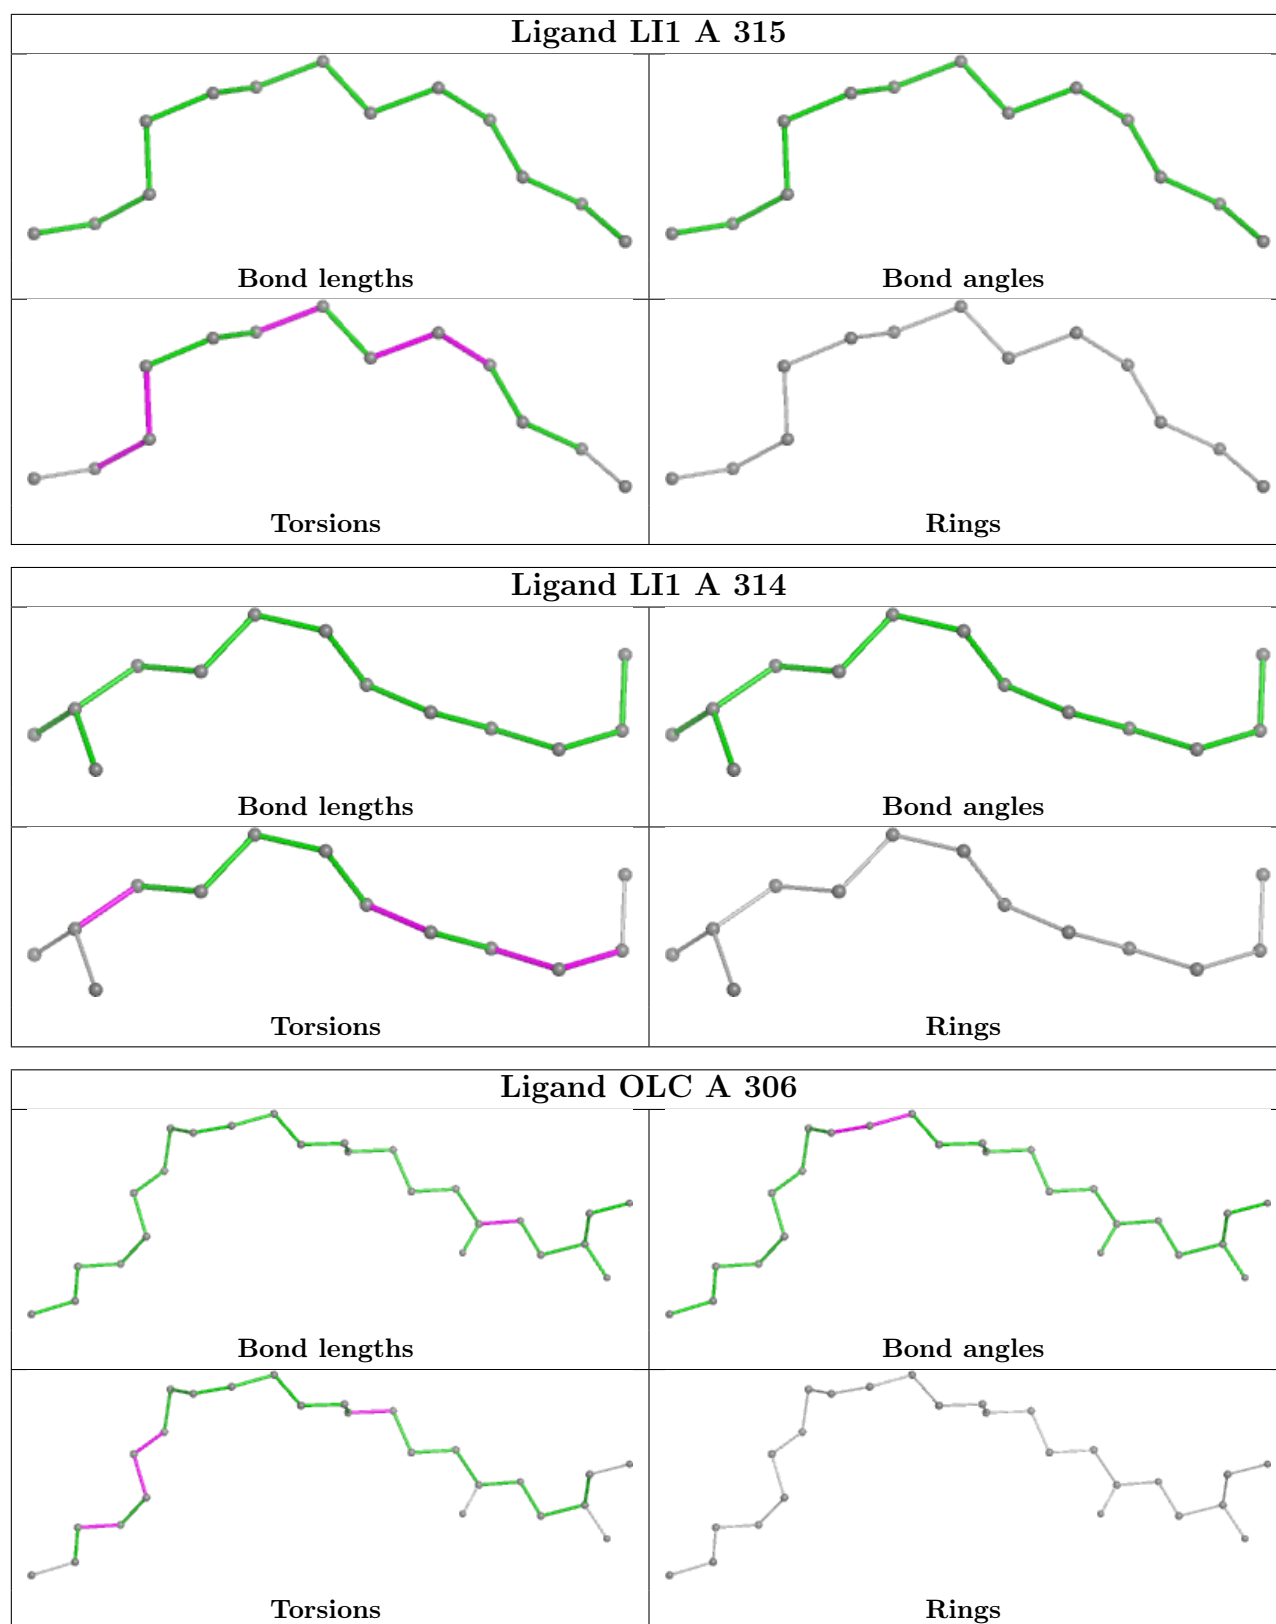 Ligand LI1 A 315
Bond lengths
Bond angles
Torsions
Rings
Ligand LI1 A 314
Bond lengths
Bond angles
Torsions
Rings
Ligand OLC A 306
Bond lengths
Bond angles
Torsions
Rings